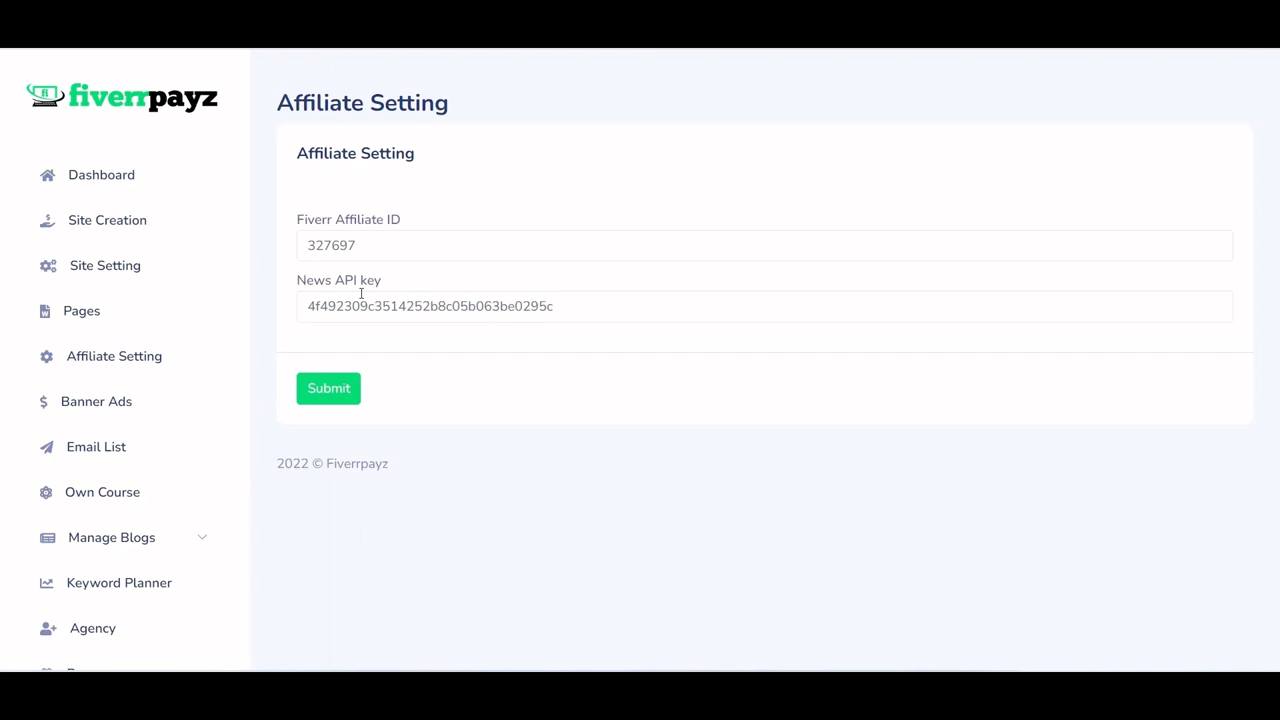 fiverrpayz
Dashboard
Site Creation
Site Setting
Pages
Affiliate Setting
Banner Ads
Email List
Own Course
Manage Blogs
Keyword Planner
Agency
Affiliate Setting
Affiliate Setting
Fiverr Affiliate ID
327697
News API key
4f492309c3514252b8c05b063be0295c
Submit
2022 © Fiverrpayz